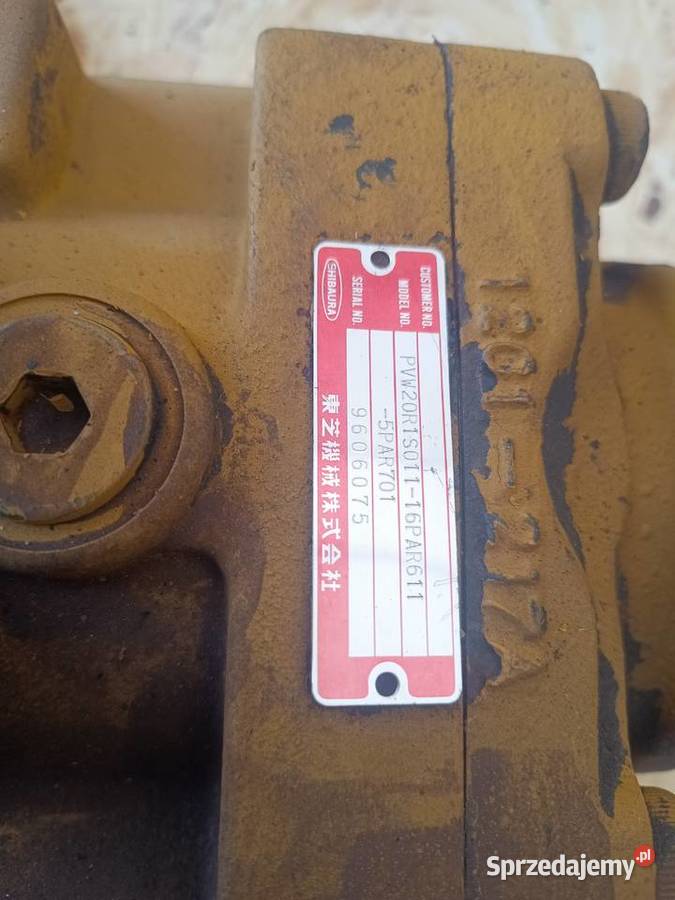 SHIBAURA
CUSTOMER NO.
MODEL NO. PVW20R1S011-16PAR611
-5PAR701
SERIAL NO. 9606075
東芝機械株式会社
Sprzedajemy.pl